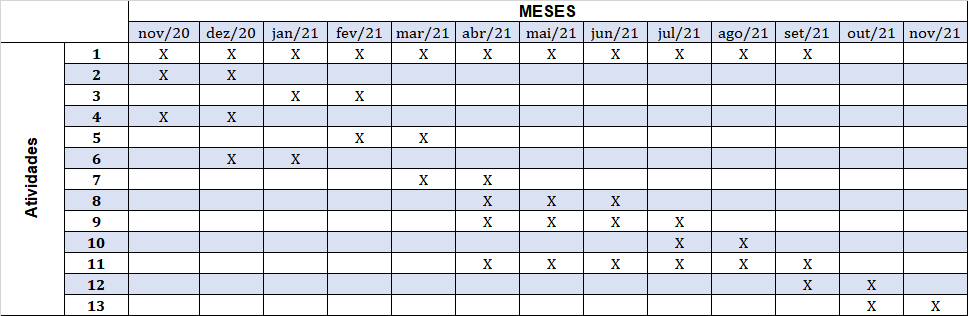 MESES
nov/20 dez/20 jan/21 fev/21 mar/21 abr/21 mai/21 jun/21 jul/21 ago/21 set/21 out/21 nov/21
Atividades
1 X X X X X X X X X X X
2 X X
3 X X
4 X X
5 X X
6 X X
7 X X
8 X X X
9 X X X X
10 X X
11 X X X X X X
12 X X
13 X X